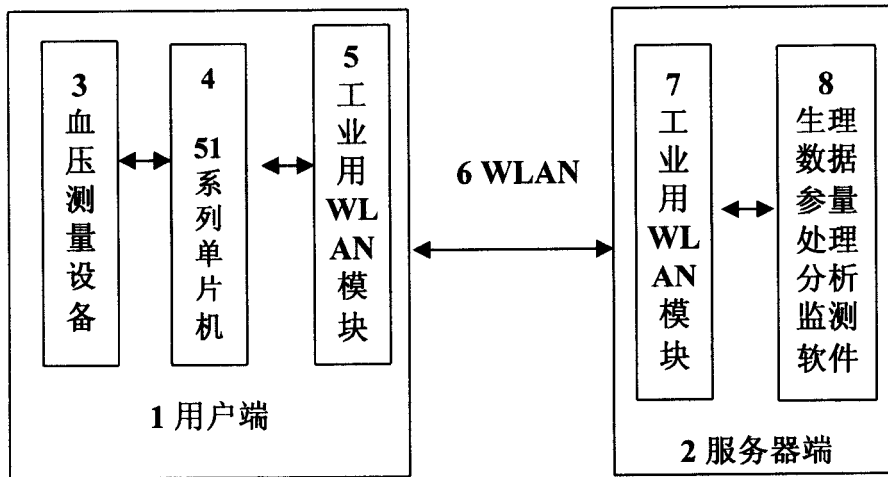 3
血
压
测
量
设
备
4
51
系
列
单
片
机
5
工
业
用
WL
AN
模
块
1 用户端
6 WLAN
7
工
业
用
WL
AN
模
块
8
生理
数据
参量
处理
分析
监测
软件
2 服务器端